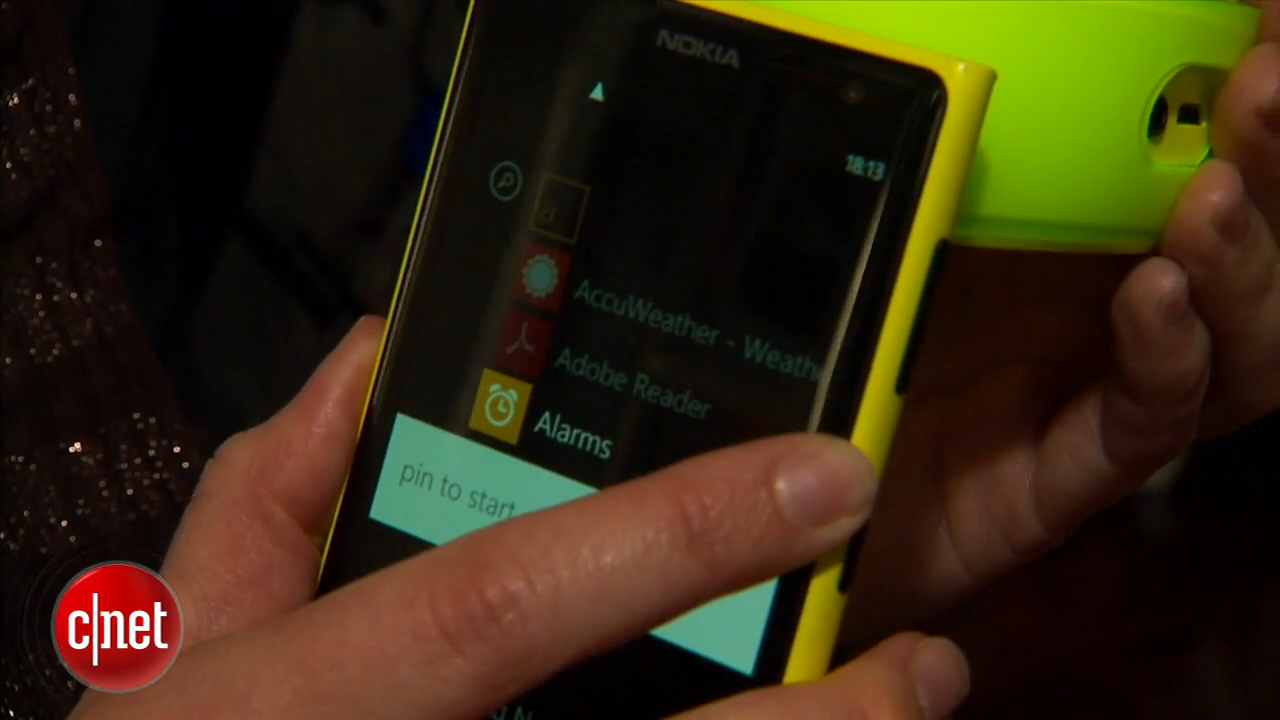 NOKIA
18:13
d
AccuWeather - Weath
Adobe Reader
Alarms
pin to start
c|net